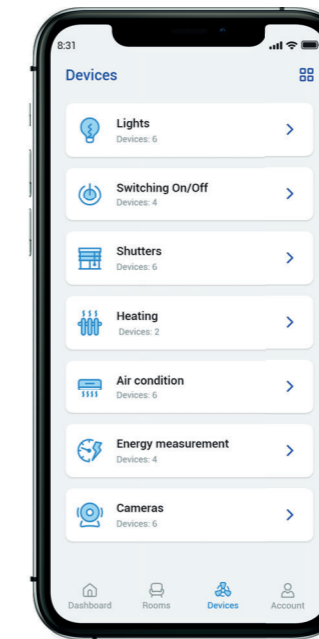 8:31
Devices
Lights
Devices: 6
Switching On/Off
Devices: 4
Shutters
Devices: 6
Heating
Devices: 2
Air condition
Devices: 6
Energy measurement
Devices: 4
Cameras
Devices: 6
Dashboard Rooms Devices Account